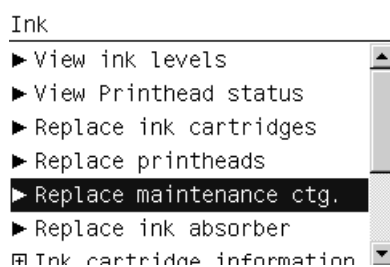 Ink
View ink levels
View Printhead status
Replace ink cartridges
Replace printheads
Replace maintenance ctg.
Replace ink absorber
Ink cartridge information